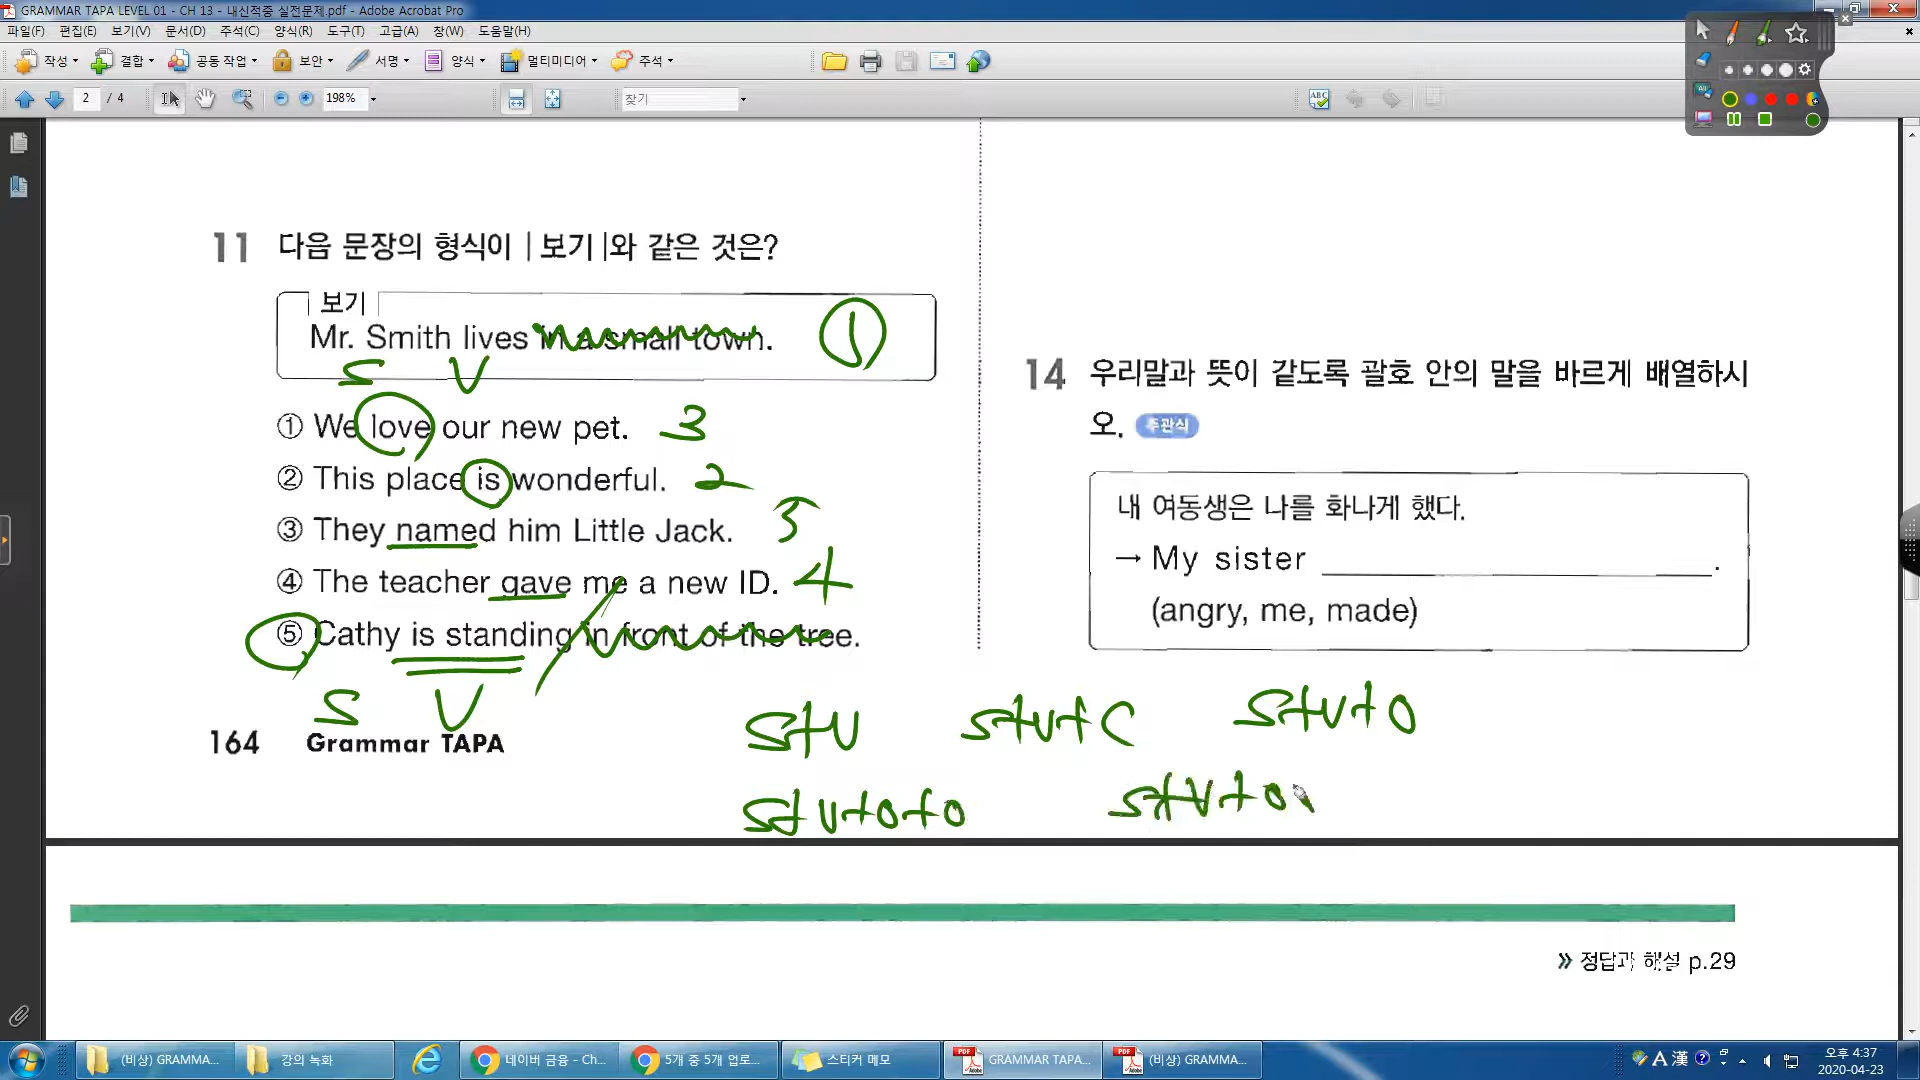 GRAMMAR TAPA LEVEL 01 - CH 13 - 내신적중 실전문제.pdf - Adobe Acrobat Pro
파일(F) 편집(E) 보기(V) 문서(D) 주석(C) 양식(R) 도구(T) 고급(A) 창(W) 도움말(H)
작성 결합 공동 작업 보안 서명 양식 멀티미디어 주석
2 / 4 198% 찾기
11 다음 문장의 형식이 |보기|와 같은 것은?
보기
Mr. Smith lives in a small town. ①
S V
① We love our new pet. 3
② This place is wonderful. 2
③ They named him Little Jack. 5
④ The teacher gave me a new ID. 4
⑤ Cathy is standing in front of the tree.
S V
164 Grammar TAPA
14 우리말과 뜻이 같도록 괄호 안의 말을 바르게 배열하시
오. 주관식
내 여동생은 나를 화나게 했다.
→ My sister ____________.
(angry, me, made)
S+V S+V+C S+V+O
S+V+O+O S+V+O
» 정답과 해설 p.29
(비상) GRAMMA... 강의 녹화 네이버 금융 - Ch... 5개 중 5개 업로... 스티커 메모 GRAMMAR TAPA... (비상) GRAMMA...
A 漢
오후 4:37
2020-04-23